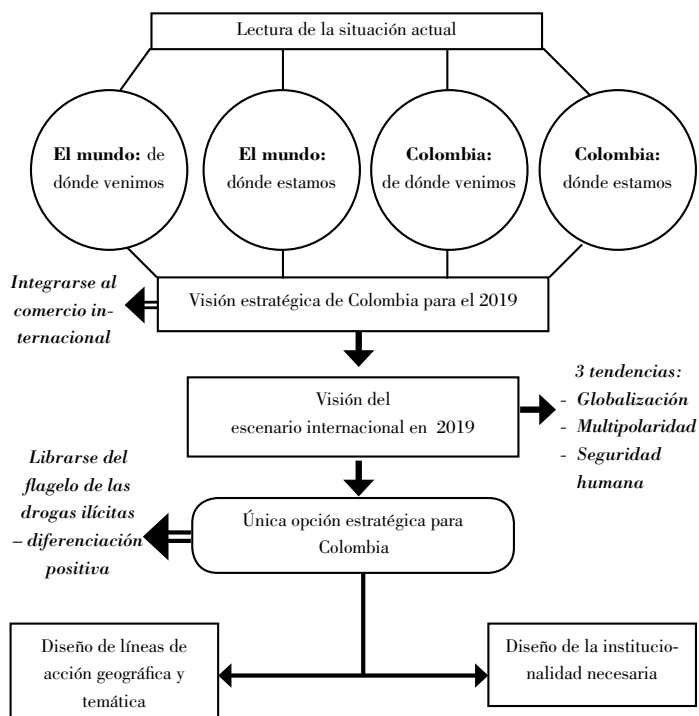 Lectura de la situación actual
El mundo: de
dónde venimos
El mundo:
dónde estamos
Colombia:
de dónde venimos
Colombia:
dónde estamos
Integrarse al
comercio in-
ternacional
Visión estratégica de Colombia para el 2019
Visión del
escenario internacional en 2019
3 tendencias:
- Globalización
- Multipolaridad
- Seguridad
humana
Librarse del
flagelo de las
drogas ilícitas
– diferenciación
positiva
Única opción estratégica para
Colombia
Diseño de líneas de
acción geográfica y
temática
Diseño de la institucio-
nalidad necesaria